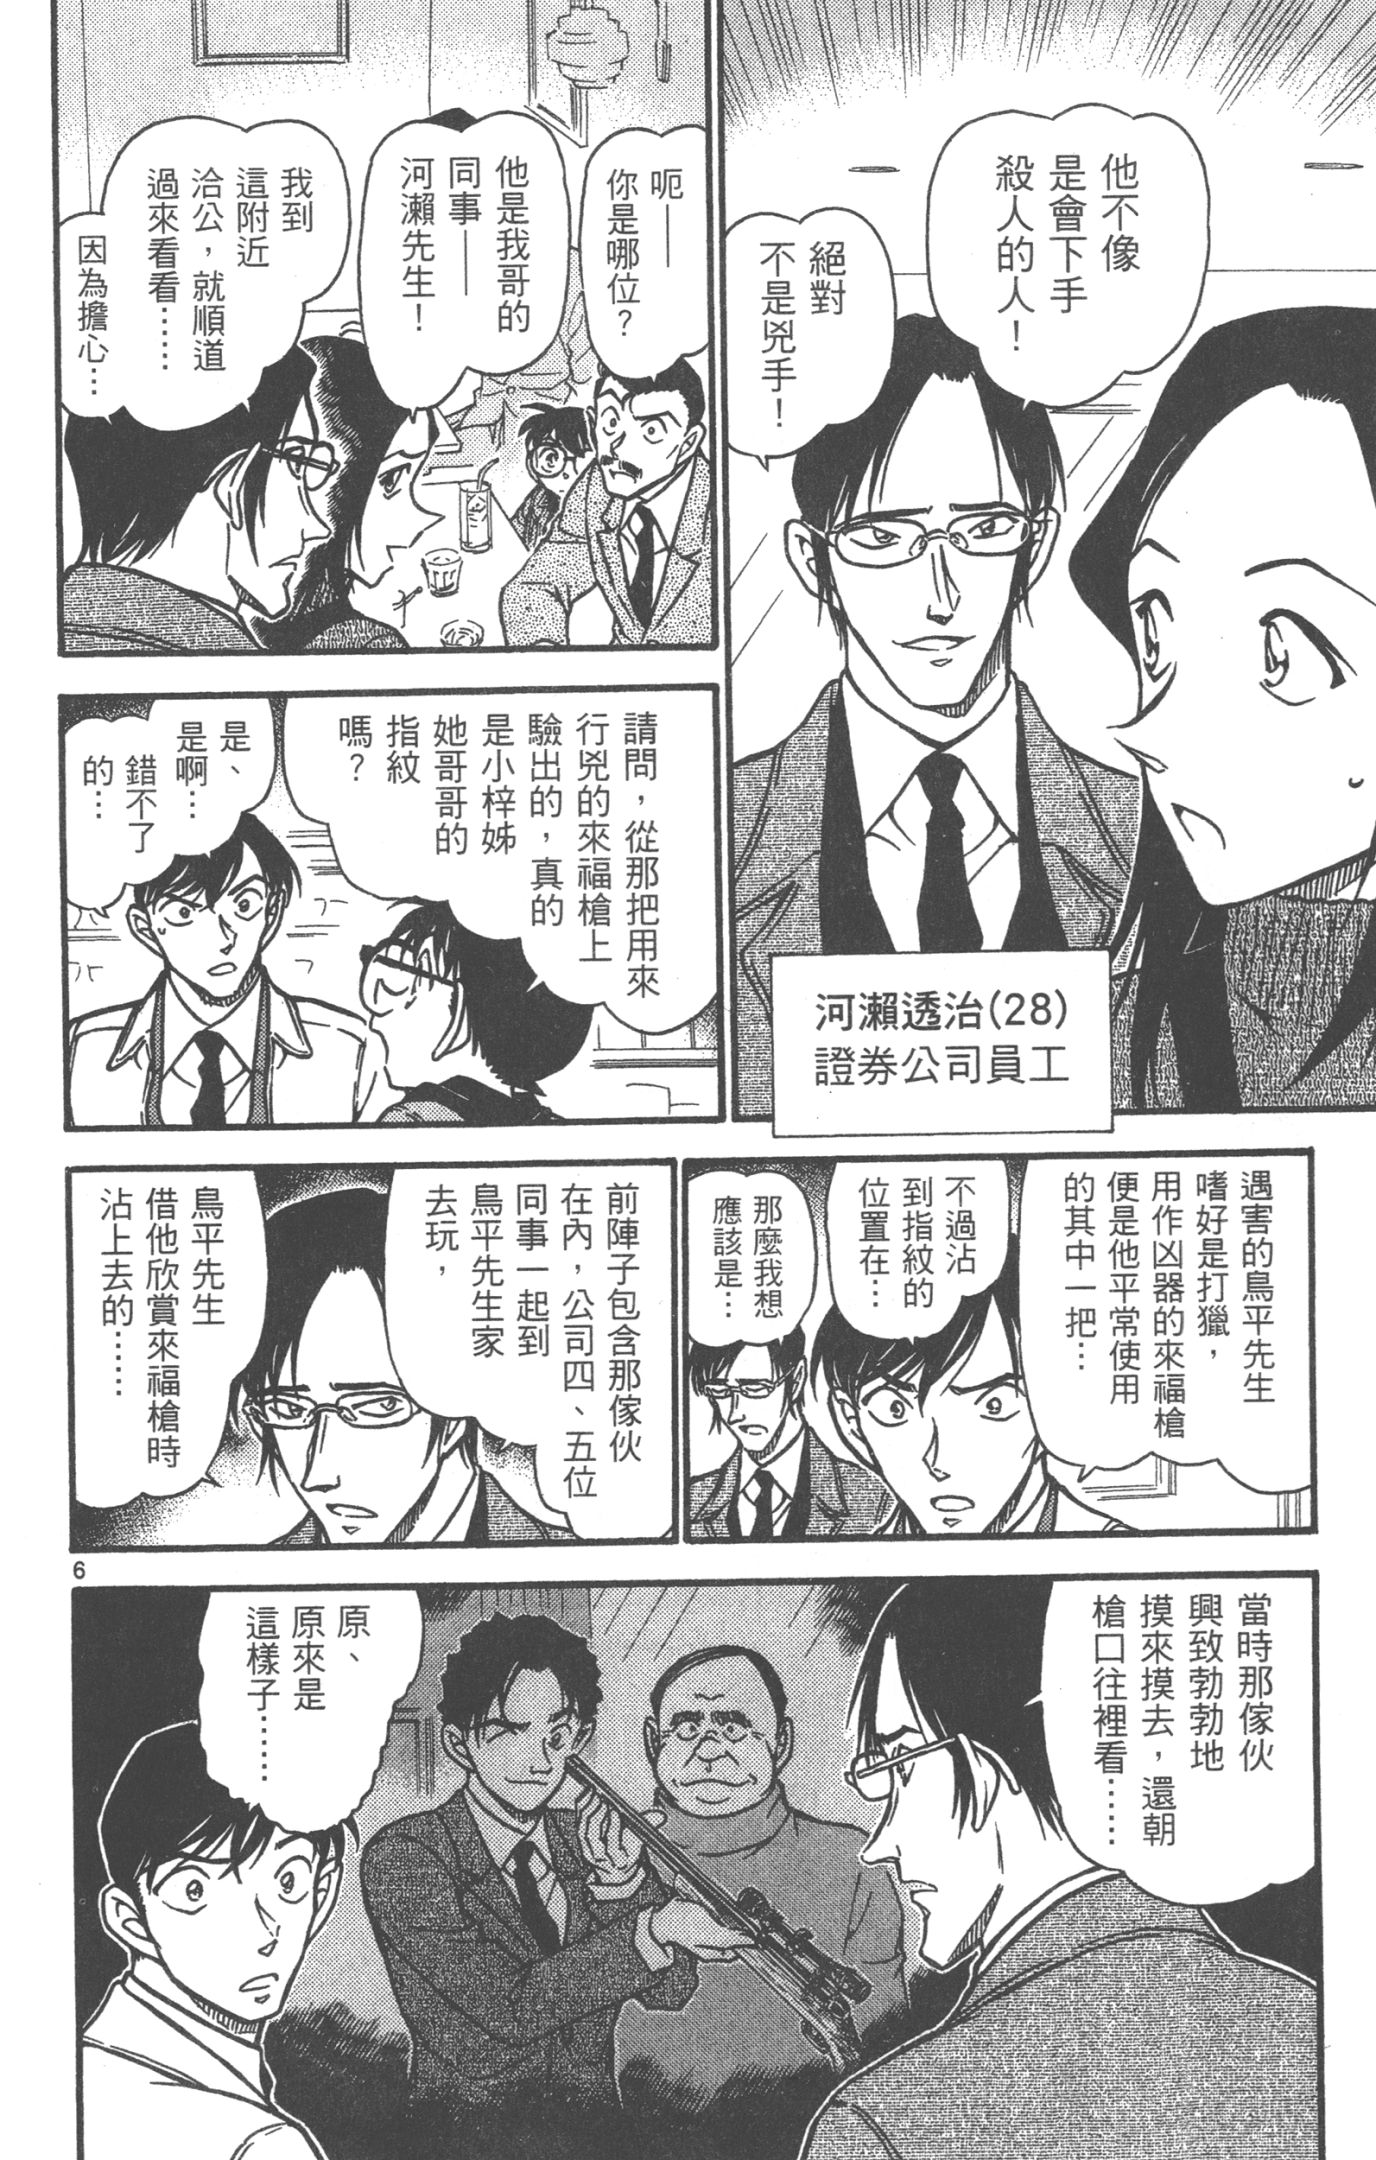 他不像
是會下手
殺人的人！
絕對
不是兇手！
河瀨透治(28)
證券公司員工
呃——
你是哪位？
他是我哥的
同事——
河瀨先生！
我到
這附近
洽公，就順道
過來看看……
因為擔心…
請問，從那把用來
行兇的來福槍上
驗出的，真的
是小梓姊
她哥哥的
指紋
嗎？
是、
是啊…
錯不了
的…
遇害的鳥平先生
嗜好是打獵，
用作凶器的來福槍
便是他平常使用
的其中一把…
不過沾
到指紋的
位置在…
那麼我想
應該是…
前陣子包含那傢伙
在內，公司四、五位
同事一起到
鳥平先生家
去玩，
鳥平先生
借他欣賞來福槍時
沾上去的……
6
當時那傢伙
興致勃勃地
摸來摸去，還朝
槍口往裡看……
原、
原來是
這樣子……